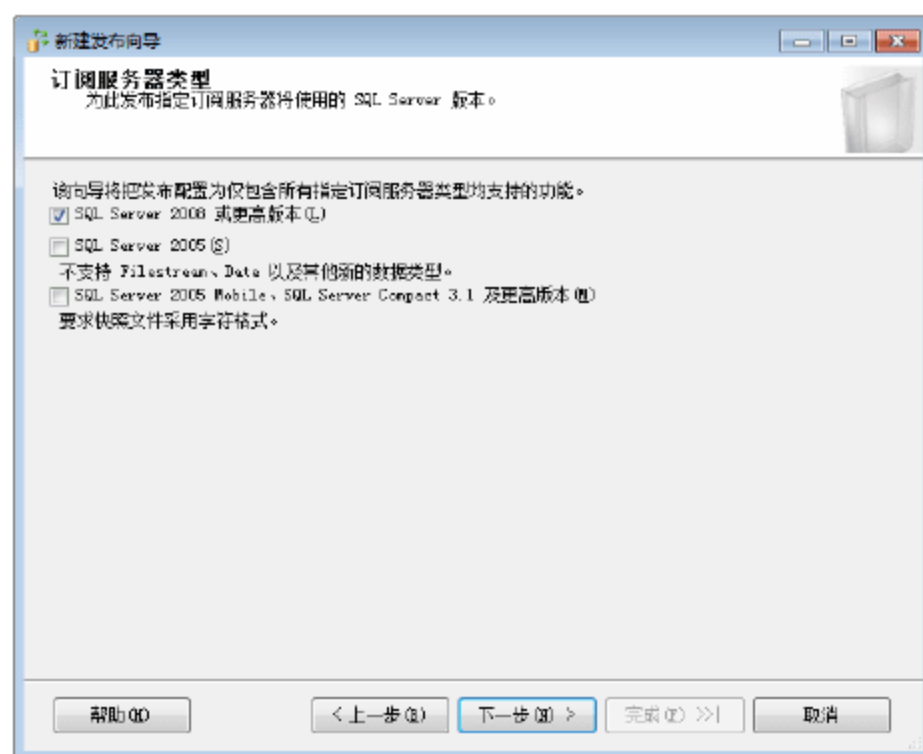 新建发布向导
订阅服务器类型
为此发布指定订阅服务器将使用的 SQL Server 版本。
该向导将把发布配置为仅包含所有指定订阅服务器类型均支持的功能。
SQL Server 2008 或更高版本(L)
SQL Server 2005(S)
不支持 Filestream、Date 以及其他新的数据类型。
SQL Server 2005 Mobile、SQL Server Compact 3.1 及更高版本(M)
要求快照文件采用字符格式。
帮助(H)
<上一步(B)
下一步(N) >
完成(F) >>|
取消